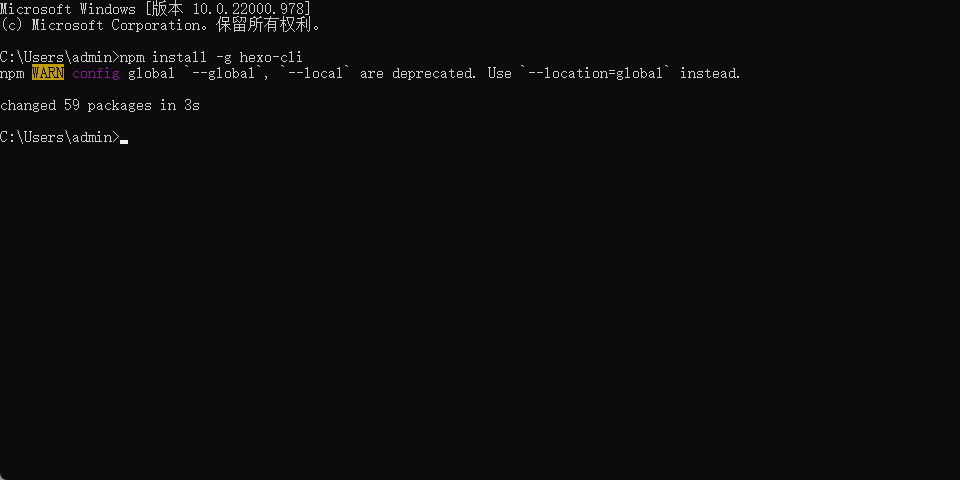 Microsoft Windows [版本 10.0.22000.978]
(c) Microsoft Corporation。保留所有权利。
C:\Users\admin>npm install -g hexo-cli
npm WARN config global `--global`, `--local` are deprecated. Use `--location=global` instead.
changed 59 packages in 3s
C:\Users\admin>